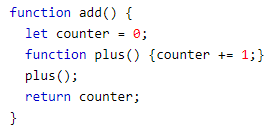 function add() {
  let counter = 0;
  function plus() {counter += 1;}
  plus();
  return counter;
}